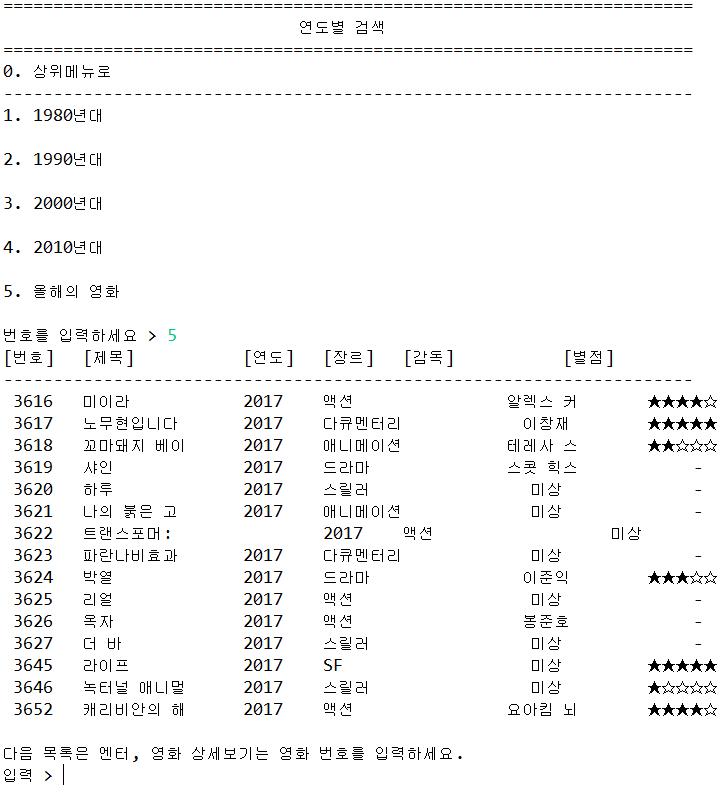 =====================================================================
연도별 검색
=====================================================================
0. 상위메뉴로
---------------------------------------------------------------------
1. 1980년대
2. 1990년대
3. 2000년대
4. 2010년대
5. 올해의 영화
번호를 입력하세요 > 5
[번호] [제목] [연도] [장르] [감독] [별점]
---------------------------------------------------------------------
3616 미이라 2017 액션 알렉스 커 ★★★★☆
3617 노무현입니다 2017 다큐멘터리 이창재 ★★★★★
3618 꼬마돼지 베이 2017 애니메이션 테레사 스 ★★☆☆☆
3619 샤인 2017 드라마 스콧 힉스 -
3620 하루 2017 스릴러 미상 -
3621 나의 붉은 고 2017 애니메이션 미상 -
3622 트랜스포머: 2017 액션 미상
3623 파란나비효과 2017 다큐멘터리 미상 -
3624 박열 2017 드라마 이준익 ★★★☆☆
3625 리얼 2017 액션 미상 -
3626 옥자 2017 액션 봉준호 -
3627 더 바 2017 스릴러 미상 -
3645 라이프 2017 SF 미상 ★★★★★
3646 녹터널 애니멀 2017 스릴러 미상 ★☆☆☆☆
3652 캐리비안의 해 2017 액션 요아킴 뇌 ★★★★☆
다음 목록은 엔터, 영화 상세보기는 영화 번호를 입력하세요.
입력 >